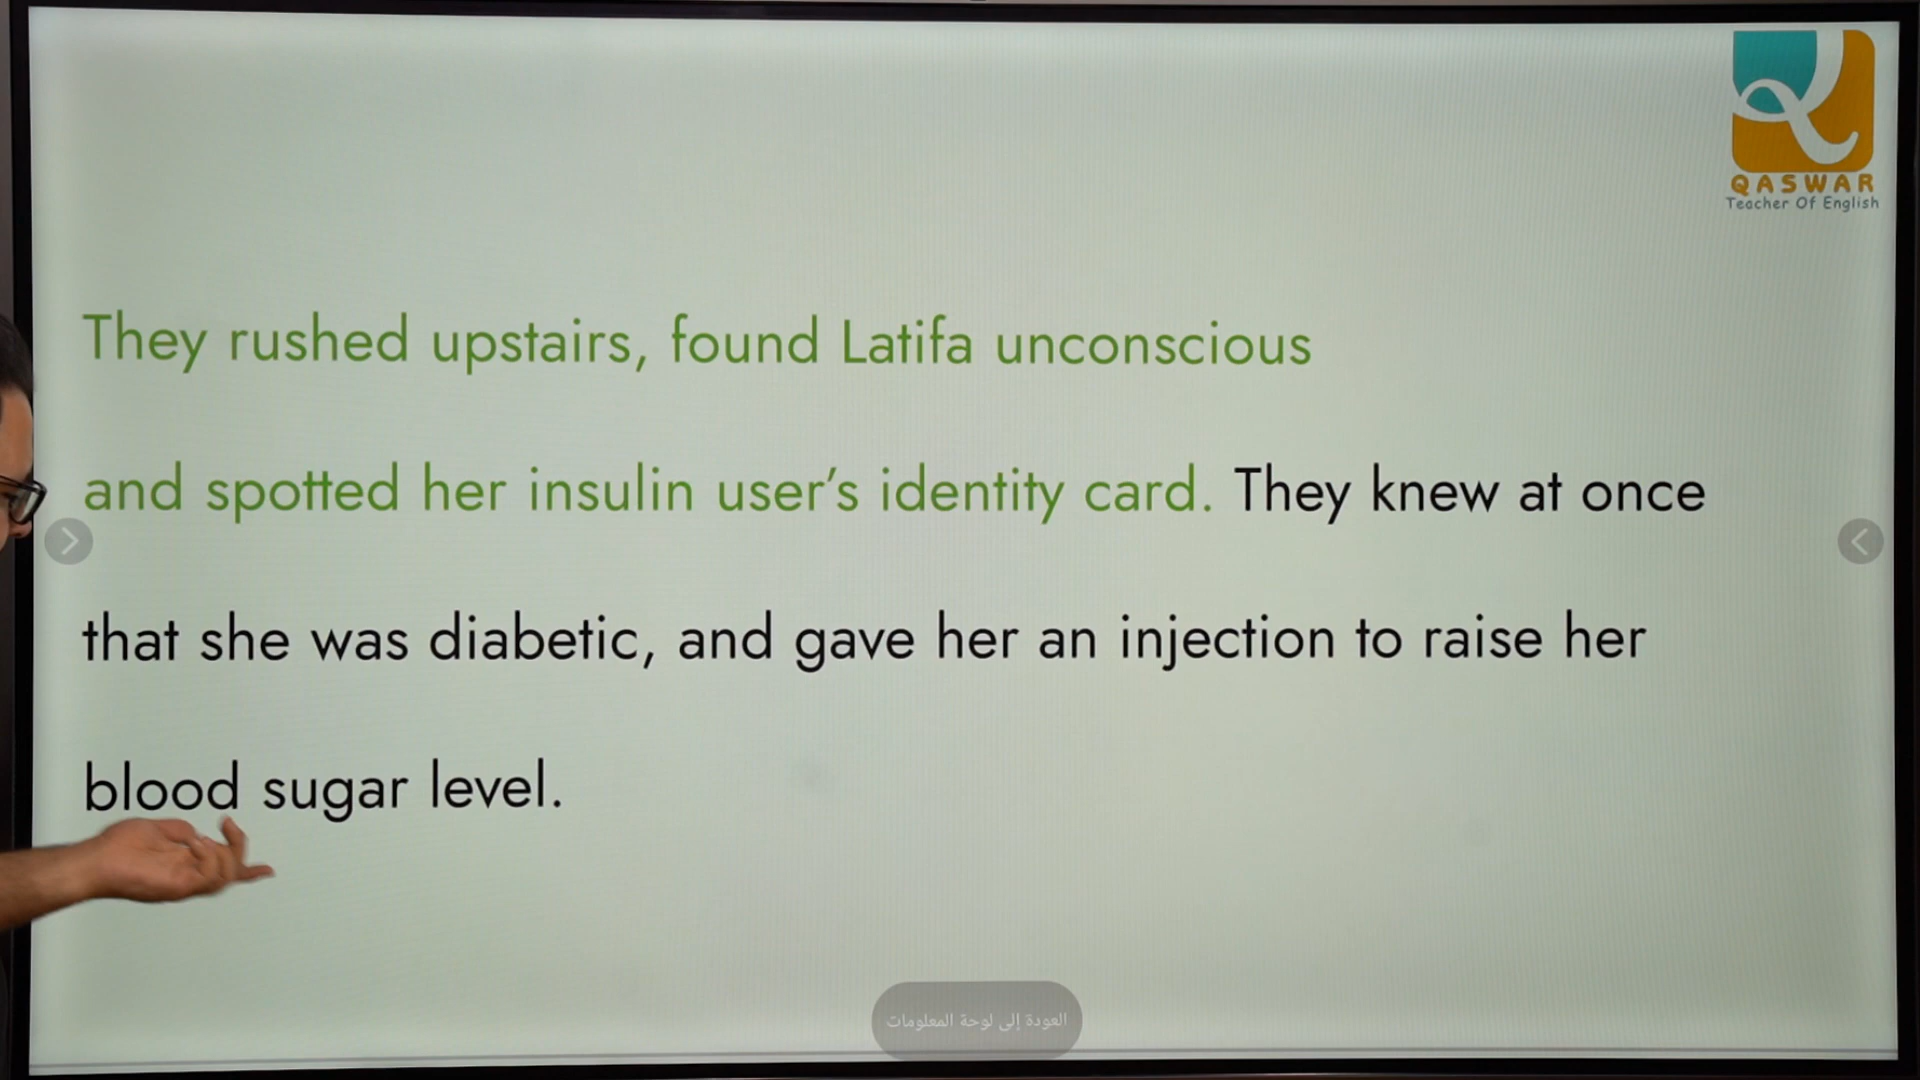 QASWAR
Teacher Of English
They rushed upstairs, found Latifa unconscious
and spotted her insulin user's identity card. They knew at once
that she was diabetic, and gave her an injection to raise her
blood sugar level.
العودة إلى لوحة المعلومات